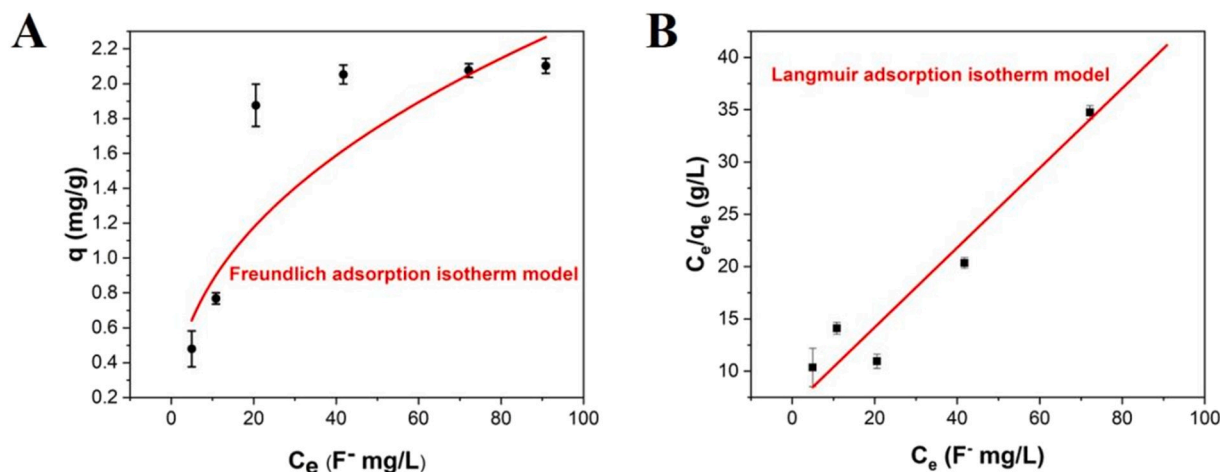 A
q (mg/g)
2.2
2.0
1.8
1.6
1.4
1.2
1.0
0.8
0.6
0.4
0.2
Freundlich adsorption isotherm model
0 20 40 60 80 100
Ce (F- mg/L)
B
Ce/qe (g/L)
40
35
30
25
20
15
10
Langmuir adsorption isotherm model
0 20 40 60 80 100
Ce (F- mg/L)